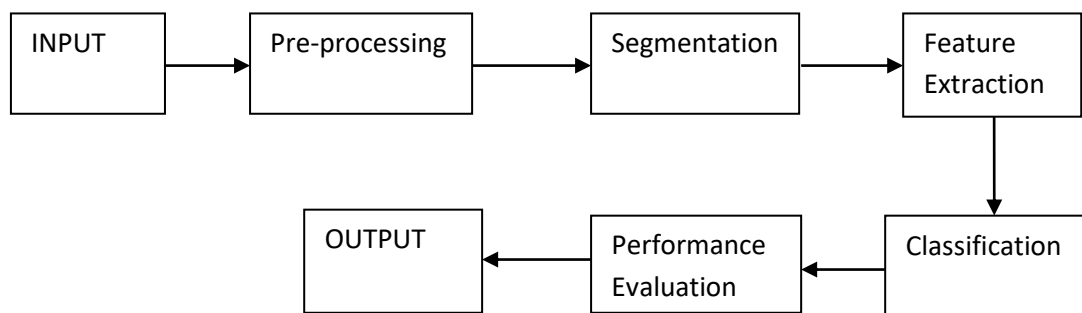 INPUT
Pre-processing
Segmentation
Feature
Extraction
Classification
Performance
Evaluation
OUTPUT